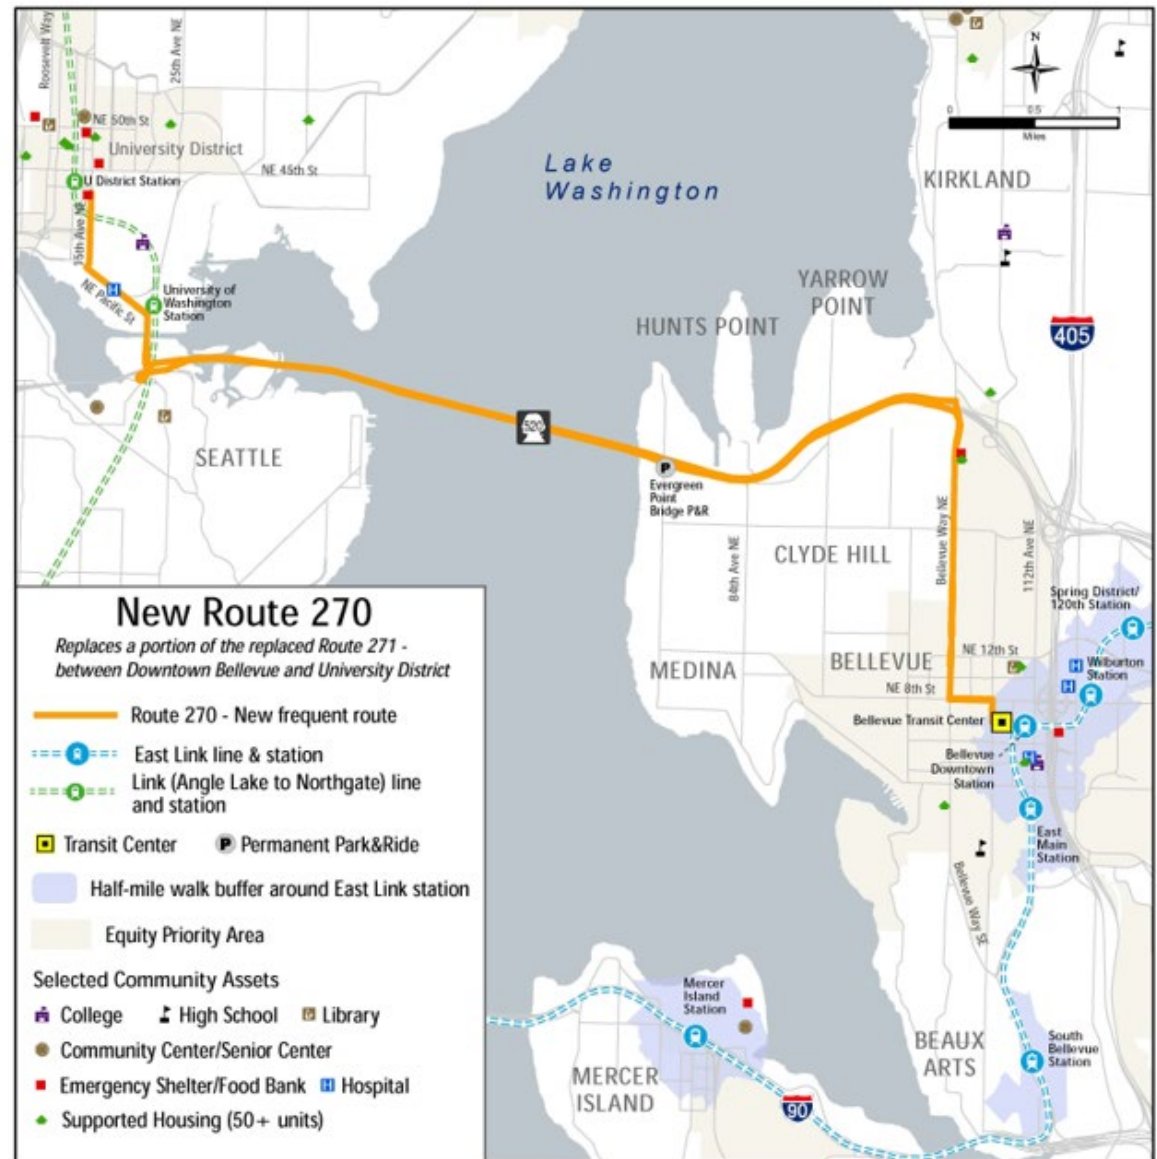 Roosevelt Way
25th Ave NE
NE 50th St
University District
NE 45th St
U District Station
15th Ave NE
NE Pacific St
H
University of
Washington
Station
SEATTLE
Lake
Washington
N
0
0.5
1
Miles
KIRKLAND
YARROW
POINT
HUNTS POINT
405
520
P
Evergreen
Point
Bridge P&R
84th Ave NE
CLYDE HILL
Bellevue Way NE
112th Ave NE
Spring District/
120th Station
MEDINA
BELLEVUE
NE 12th St
NE 8th St
H
H
Wilburton
Station
Bellevue Transit Center
Bellevue
Downtown
Station
H
East
Main
Station
Bellevue Way SE
Mercer
Island
Station
MERCER
ISLAND
90
BEAUX
ARTS
South
Bellevue
Station
New Route 270
Replaces a portion of the replaced Route 271 -
between Downtown Bellevue and University District
Route 270 - New frequent route
East Link line & station
Link (Angle Lake to Northgate) line
and station
Transit Center
P Permanent Park&Ride
Half-mile walk buffer around East Link station
Equity Priority Area
Selected Community Assets
College
High School
Library
Community Center/Senior Center
Emergency Shelter/Food Bank
H Hospital
Supported Housing (50+ units)